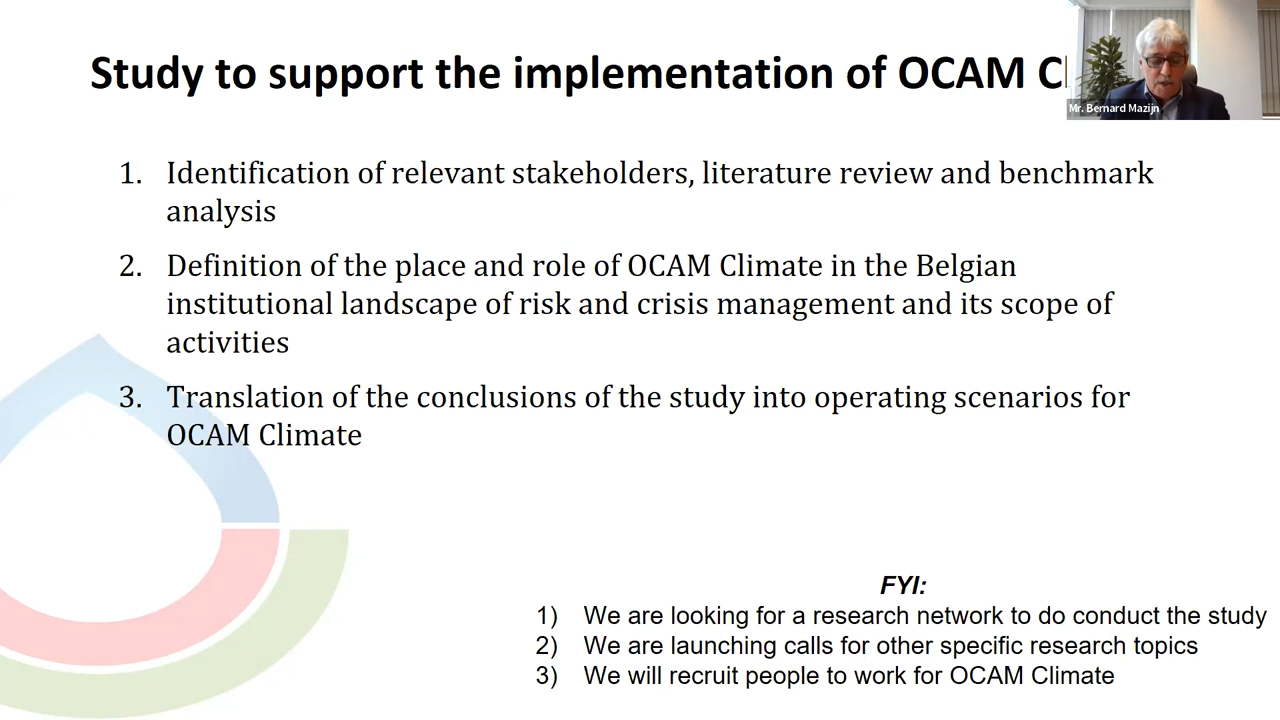 Study to support the implementation of OCAM
Mr. Bernard Mazijn
1. Identification of relevant stakeholders, literature review and benchmark
analysis
2. Definition of the place and role of OCAM Climate in the Belgian
institutional landscape of risk and crisis management and its scope of
activities
3. Translation of the conclusions of the study into operating scenarios for
OCAM Climate
FYI:
1) We are looking for a research network to do conduct the study
2) We are launching calls for other specific research topics
3) We will recruit people to work for OCAM Climate